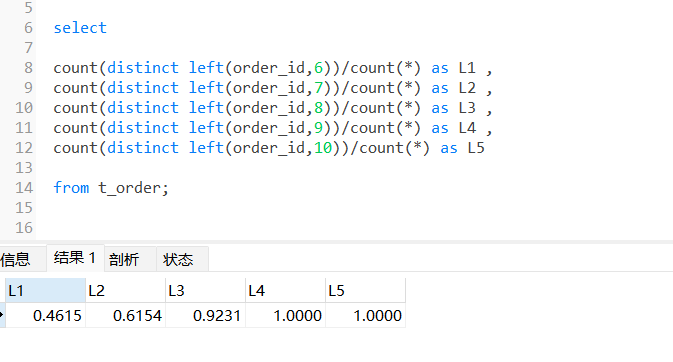 5
6 select
7
8 count(distinct left(order_id,6))/count(*) as L1 ,
9 count(distinct left(order_id,7))/count(*) as L2 ,
10 count(distinct left(order_id,8))/count(*) as L3 ,
11 count(distinct left(order_id,9))/count(*) as L4 ,
12 count(distinct left(order_id,10))/count(*) as L5
13
14 from t_order;
15
16
信息 结果 1 剖析 状态
L1 L2 L3 L4 L5
0.4615 0.6154 0.9231 1.0000 1.0000